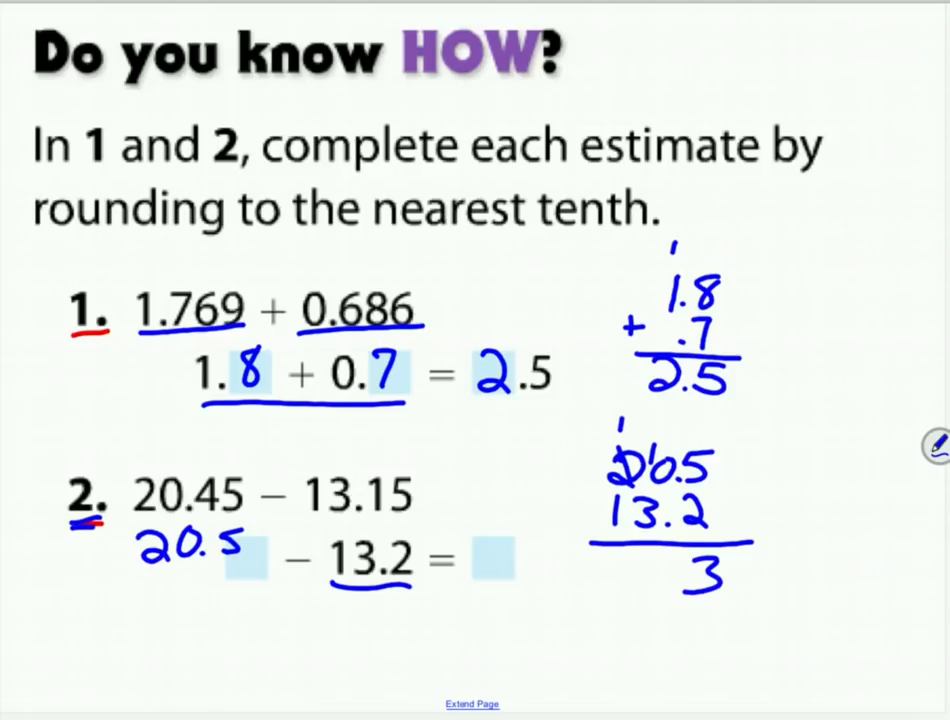 Do you know HOW?
In 1 and 2, complete each estimate by
rounding to the nearest tenth.
1. 1.769 + 0.686
1.8 + 0.7 = 2.5
1
1.8
+ .7
2.5
2. 20.45 − 13.15
20.5 − 13.2 =
1 1
20.5
13.2
3
Extend Page